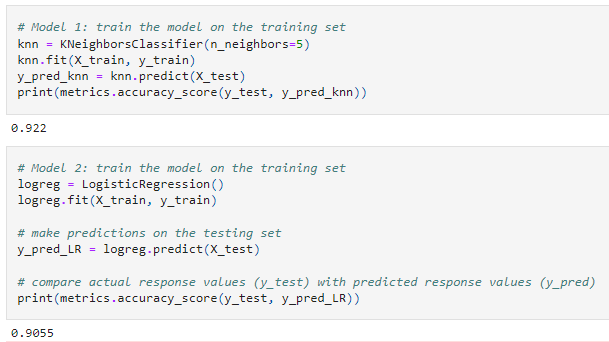 # Model 1: train the model on the training set
knn = KNeighborsClassifier(n_neighbors=5)
knn.fit(X_train, y_train)
y_pred_knn = knn.predict(X_test)
print(metrics.accuracy_score(y_test, y_pred_knn))
0.922
# Model 2: train the model on the training set
logreg = LogisticRegression()
logreg.fit(X_train, y_train)
# make predictions on the testing set
y_pred_LR = logreg.predict(X_test)
# compare actual response values (y_test) with predicted response values (y_pred)
print(metrics.accuracy_score(y_test, y_pred_LR))
0.9055